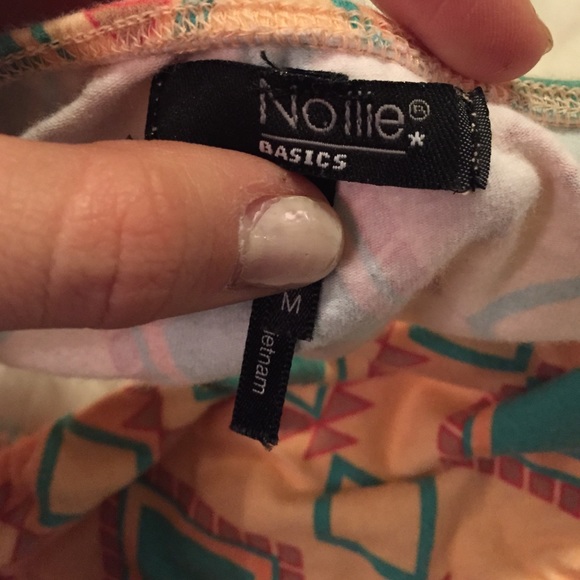 Nollie®
BASICS *
M
ietnam